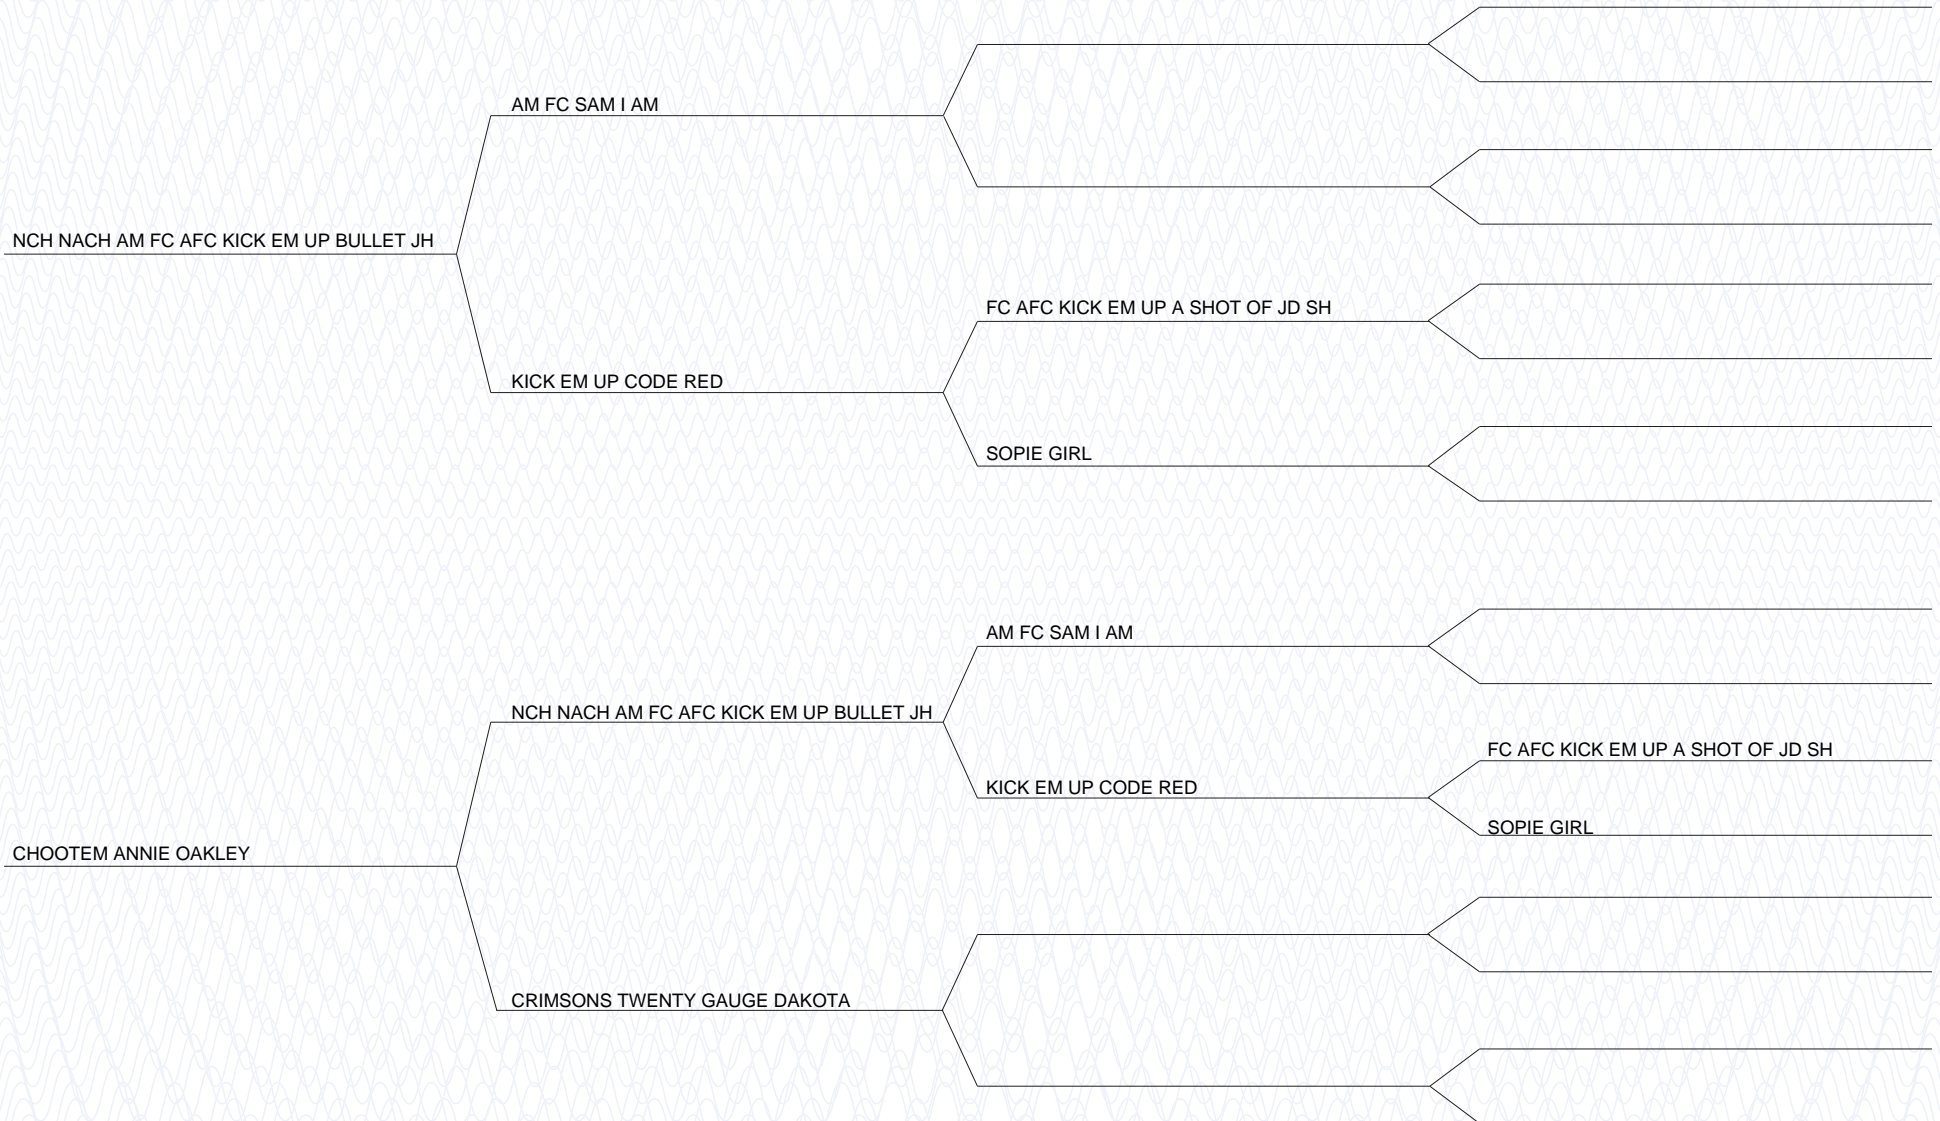 AM FC SAM I AM
NCH NACH AM FC AFC KICK EM UP BULLET JH
FC AFC KICK EM UP A SHOT OF JD SH
KICK EM UP CODE RED
SOPIE GIRL
AM FC SAM I AM
NCH NACH AM FC AFC KICK EM UP BULLET JH
FC AFC KICK EM UP A SHOT OF JD SH
KICK EM UP CODE RED
SOPIE GIRL
CHOOTEM ANNIE OAKLEY
CRIMSONS TWENTY GAUGE DAKOTA